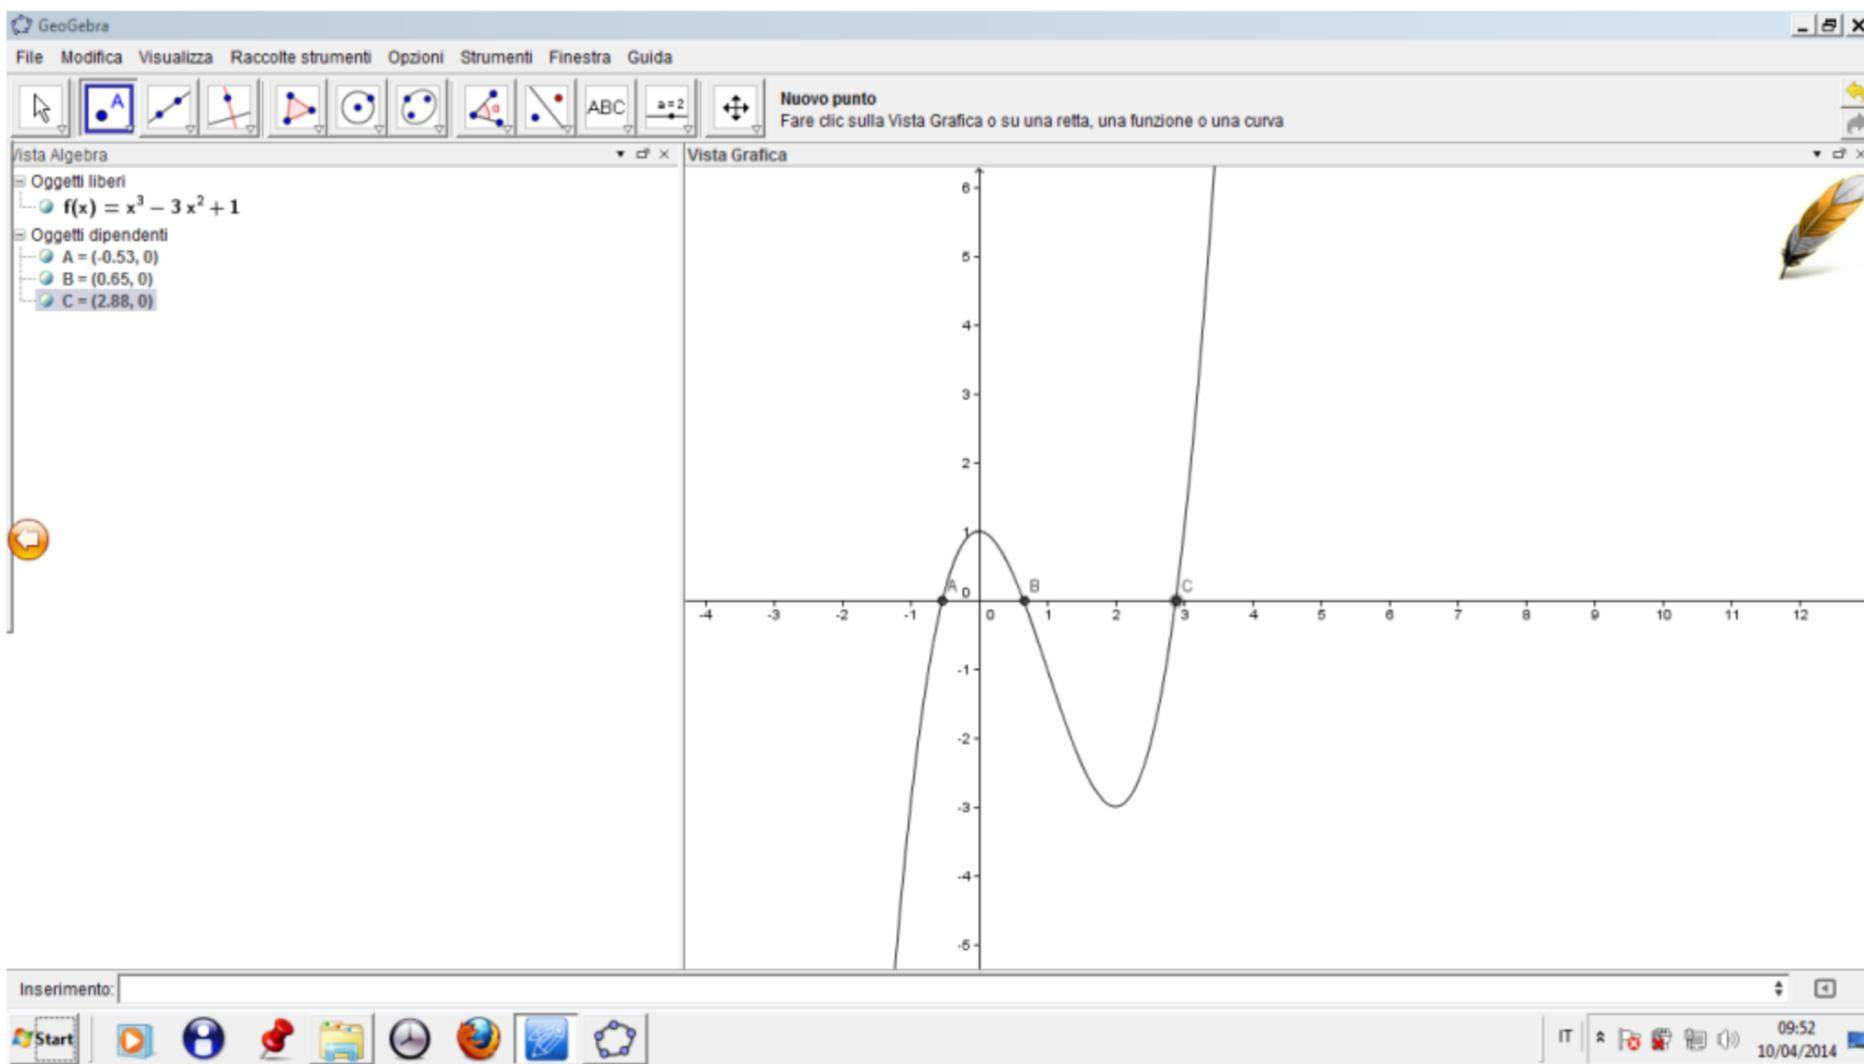 GeoGebra
File Modifica Visualizza Raccolte strumenti Opzioni Strumenti Finestra Guida
A
α
ABC
a=2
Nuovo punto
Fare clic sulla Vista Grafica o su una retta, una funzione o una curva
Vista Algebra
Vista Grafica
Oggetti liberi
f(x) = x³ − 3 x² + 1
Oggetti dipendenti
A = (-0.53, 0)
B = (0.65, 0)
C = (2.88, 0)
6
5
4
3
2
1
A 0 B C
-4 -3 -2 -1 0 1 2 3 4 5 6 7 8 9 10 11 12
-1
-2
-3
-4
-5
Inserimento:
Start
IT
09:52
10/04/2014